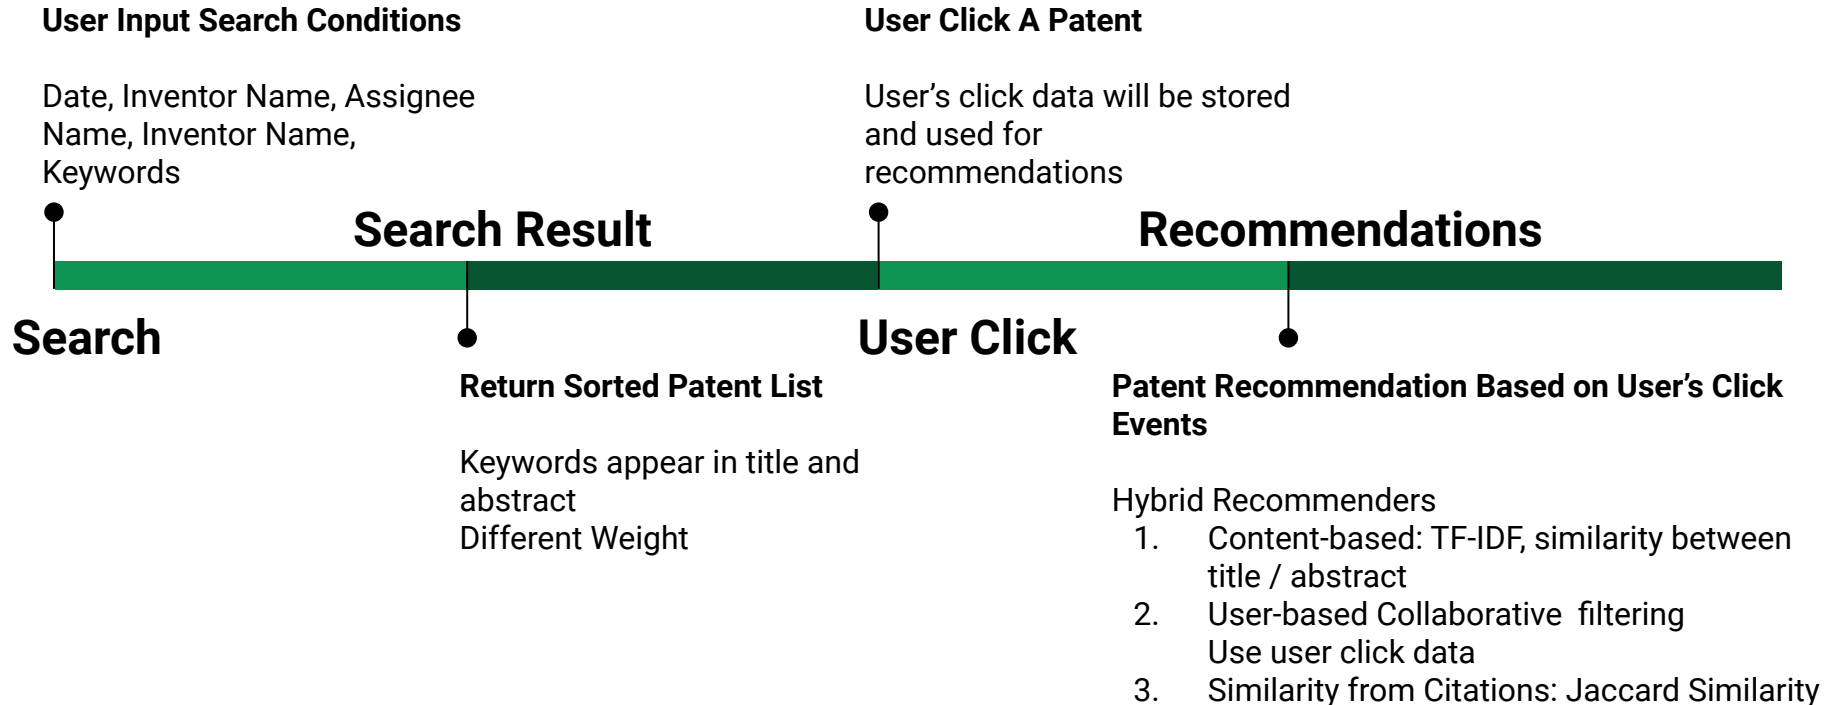 User Input Search Conditions
Date, Inventor Name, Assignee
Name, Inventor Name,
Keywords
User Click A Patent
User’s click data will be stored
and used for
recommendations
Search Result
Recommendations
Search
User Click
Return Sorted Patent List
Keywords appear in title and
abstract
Different Weight
Patent Recommendation Based on User’s Click
Events
Hybrid Recommenders
1. Content-based: TF-IDF, similarity between
title / abstract
2. User-based Collaborative filtering
Use user click data
3. Similarity from Citations: Jaccard Similarity